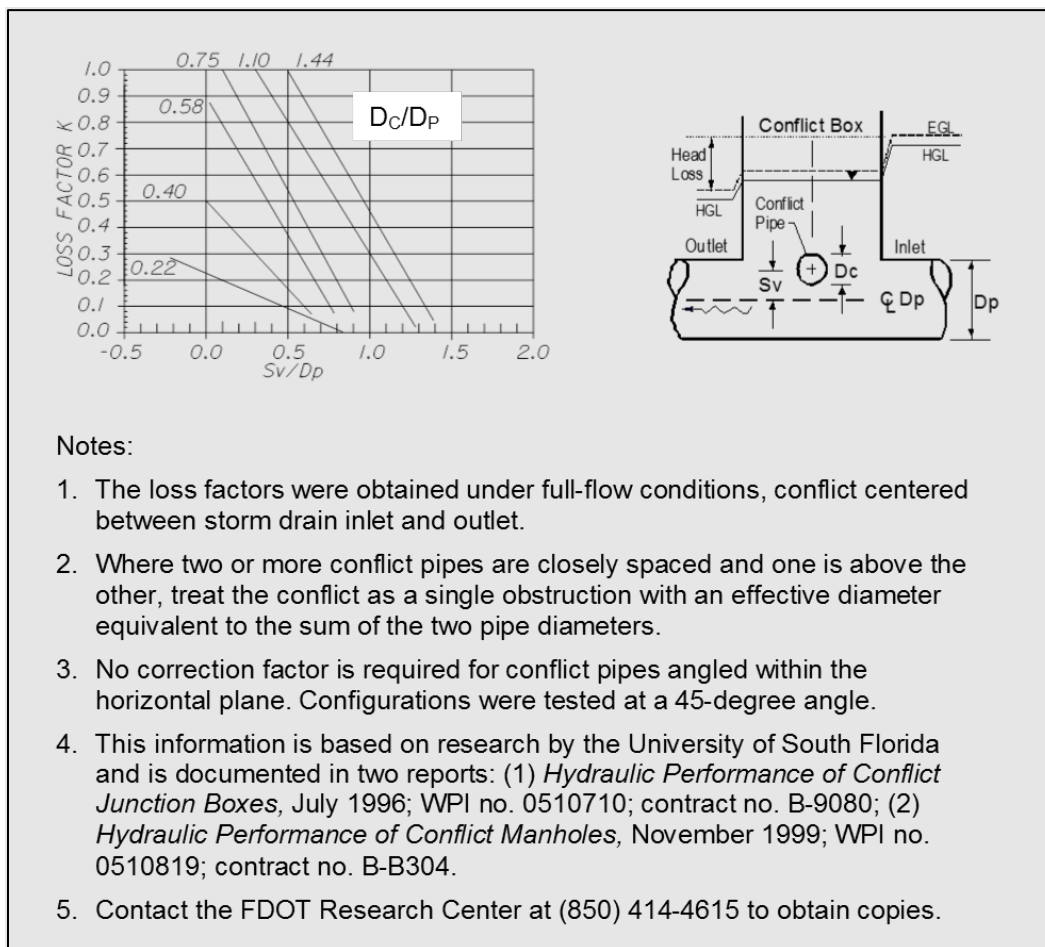 0.75 1.10 1.44
1.0
0.9
0.58
0.8
0.7
0.6
0.5
0.40
0.4
0.3
0.22
0.2
0.1
0.0
LOSS FACTOR K
-0.5 0.0 0.5 1.0 1.5 2.0
Sv/Dp
DC/DP
Conflict Box
EGL
HGL
Head
Loss
HGL
Conflict
Pipe
Outlet
Inlet
Dc
Sv
℄ Dp
Dp
Notes:
1. The loss factors were obtained under full-flow conditions, conflict centered
between storm drain inlet and outlet.
2. Where two or more conflict pipes are closely spaced and one is above the
other, treat the conflict as a single obstruction with an effective diameter
equivalent to the sum of the two pipe diameters.
3. No correction factor is required for conflict pipes angled within the
horizontal plane. Configurations were tested at a 45-degree angle.
4. This information is based on research by the University of South Florida
and is documented in two reports: (1) Hydraulic Performance of Conflict
Junction Boxes, July 1996; WPI no. 0510710; contract no. B-9080; (2)
Hydraulic Performance of Conflict Manholes, November 1999; WPI no.
0510819; contract no. B-B304.
5. Contact the FDOT Research Center at (850) 414-4615 to obtain copies.